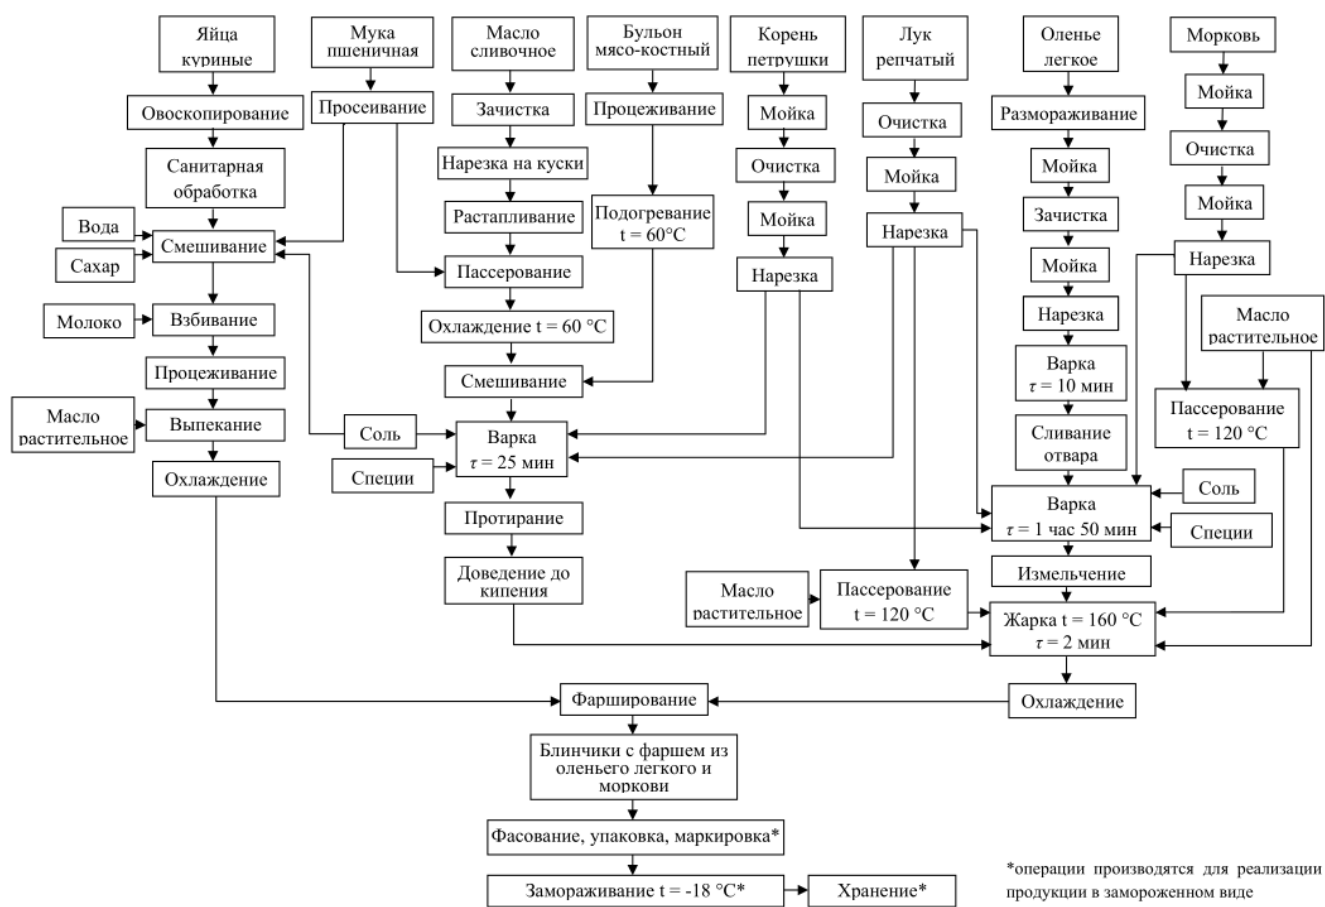 Яйца
куриные
Мука
пшеничная
Масло
сливочное
Бульон
мясо-костный
Корень
петрушки
Лук
репчатый
Оленье
легкое
Морковь
Овоскопирование
Просеивание
Зачистка
Процеживание
Мойка
Очистка
Размораживание
Мойка
Санитарная
обработка
Нарезка на куски
Очистка
Мойка
Мойка
Очистка
Вода
Сахар
Смешивание
Растапливание
Подогревание
t = 60°С
Мойка
Нарезка
Зачистка
Мойка
Пассерование
Нарезка
Мойка
Нарезка
Молоко
Взбивание
Охлаждение t = 60 °С
Нарезка
Масло
растительное
Процеживание
Смешивание
Варка
τ = 10 мин
Масло
растительное
Выпекание
Соль
Варка
τ = 25 мин
Сливание
отвара
Пассерование
t = 120 °С
Охлаждение
Специи
Варка
τ = 1 час 50 мин
Соль
Специи
Протирание
Доведение до
кипения
Масло
растительное
Пассерование
t = 120 °С
Измельчение
Жарка t = 160 °С
τ = 2 мин
Фарширование
Охлаждение
Блинчики с фаршем из
оленьего легкого и
моркови
Фасование, упаковка, маркировка*
Замораживание t = -18 °С*
Хранение*
*операции производятся для реализации
продукции в замороженном виде